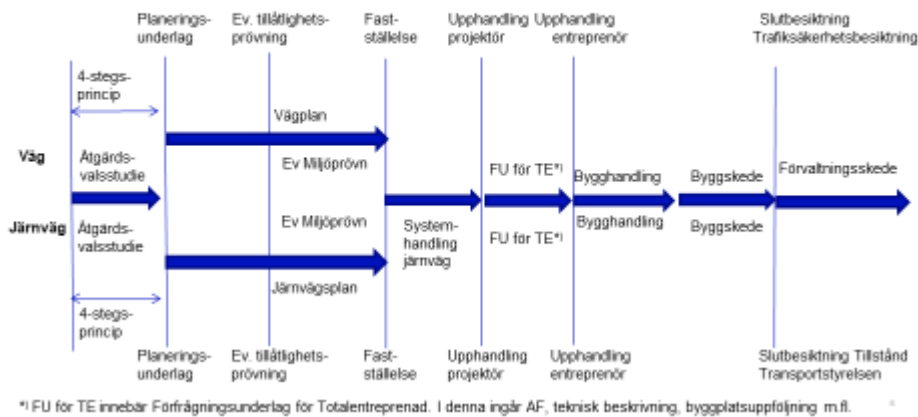 Planerings- Ev. tillåtlighets- Fast- Upphandling Upphandling Slutbesiktning
underlag prövning ställelse projektör entreprenör Trafiksäkerhetsbesiktning
4-stegs-
princip
Vägplan
Väg
Åtgärds-
valsstudie
Ev Miljöprövn
FU för TE*)
Bygghandling
Byggskede
Förvaltningsskede
Järnväg
Åtgärds-
valsstudie
Ev Miljöprövn
System-
handling
järnväg
FU för TE*)
Bygghandling
Byggskede
Järnvägsplan
4-stegs-
princip
Planerings- Ev. tillåtlighets- Fast- Upphandling Upphandling Slutbesiktning Tillstånd
underlag prövning ställelse projektör entreprenör Transportstyrelsen
*) FU för TE innebär Förfrågningsunderlag för Totalentreprenad. I denna ingår AF, teknisk beskrivning, byggplatsuppföljning m.fl.